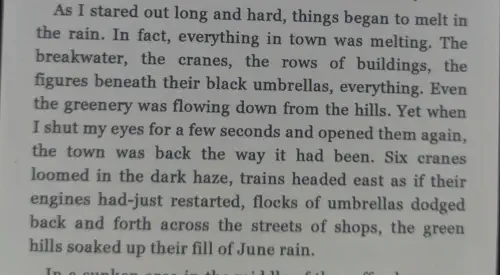 As I stared out long and hard, things began to melt in
the rain. In fact, everything in town was melting. The
breakwater, the cranes, the rows of buildings, the
figures beneath their black umbrellas, everything. Even
the greenery was flowing down from the hills. Yet when
I shut my eyes for a few seconds and opened them again,
the town was back the way it had been. Six cranes
loomed in the dark haze, trains headed east as if their
engines had-just restarted, flocks of umbrellas dodged
back and forth across the streets of shops, the green
hills soaked up their fill of June rain.